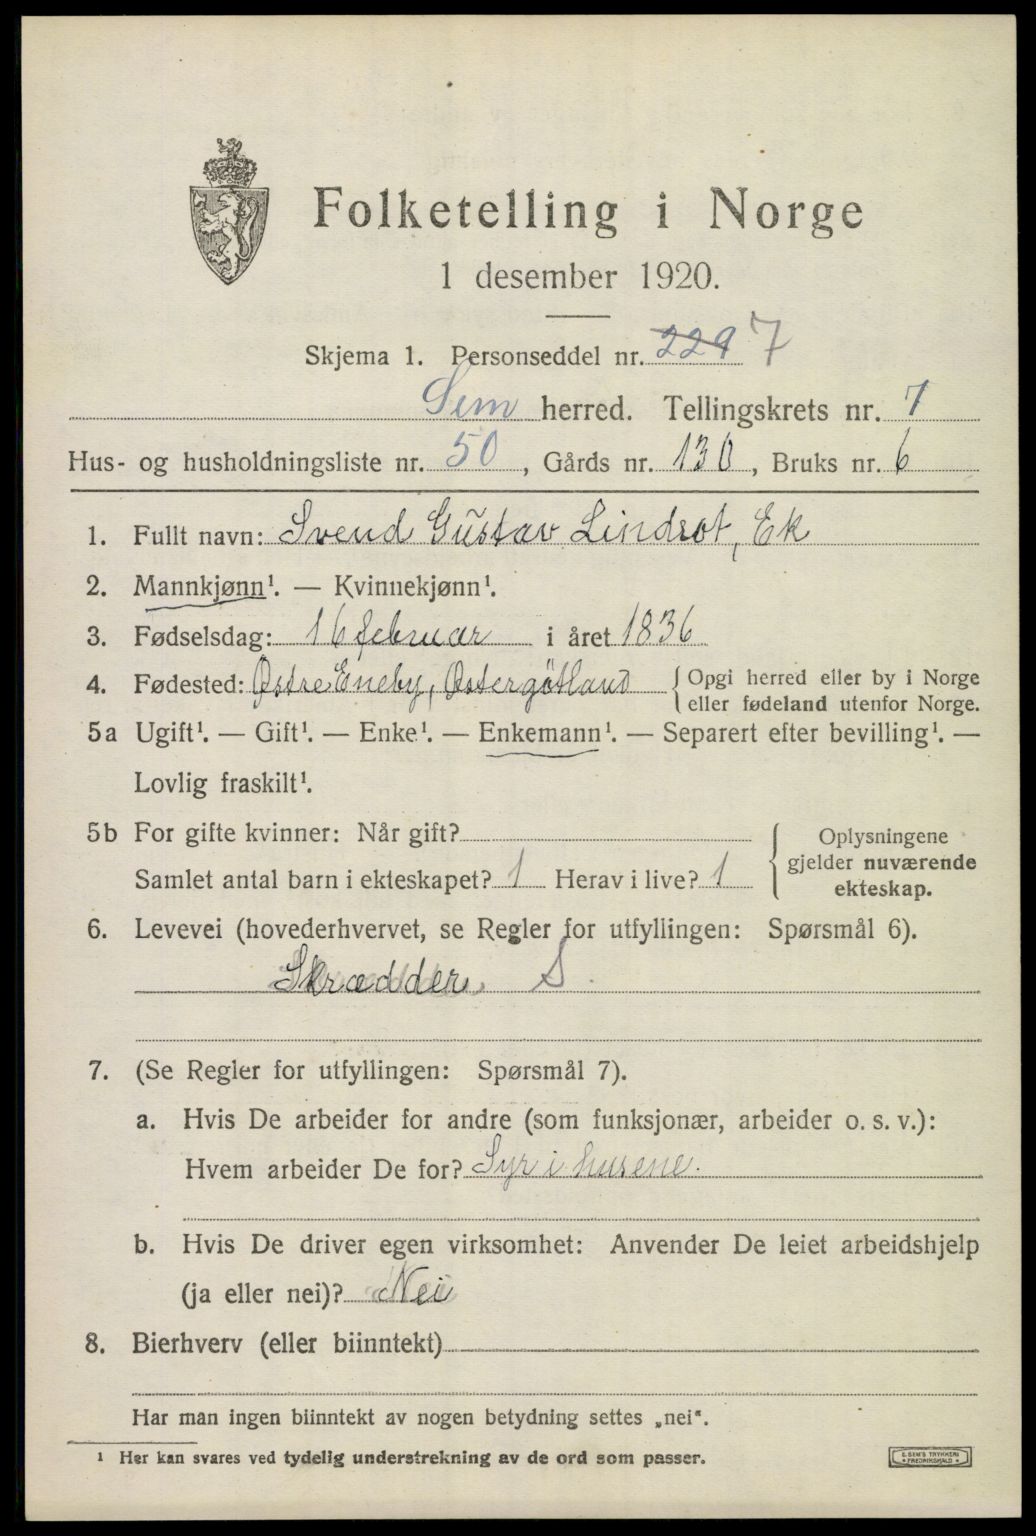 Folketelling i Norge
1 desember 1920.
Skjema 1. Personseddel nr. 229 7
Sem herred. Tellingskrets nr. 7
Hus- og husholdningsliste nr. 50, Gårds nr. 130, Bruks nr. 6
1. Fullt navn: Svend Gustav Lindrot, Ek
2. Mannkjønn¹. — Kvinnekjønn¹.
3. Fødselsdag: 16 februar i året 1836
4. Fødested: Østre Eneby, Østergötland { Opgi herred eller by i Norge
eller fødeland utenfor Norge.
5a Ugift¹. — Gift¹. — Enke¹. — Enkemann¹. — Separert efter bevilling¹. —
Lovlig fraskilt¹.
5b For gifte kvinner: Når gift?
Samlet antal barn i ekteskapet? 1 Herav i live? 1
{ Oplysningene
gjelder nuværende
ekteskap.
6. Levevei (hovederhvervet, se Regler for utfyllingen: Spørsmål 6).
Skrædder S.
7. (Se Regler for utfyllingen: Spørsmål 7).
a. Hvis De arbeider for andre (som funksjonær, arbeider o. s. v.):
Hvem arbeider De for? Syr i husene.
b. Hvis De driver egen virksomhet: Anvender De leiet arbeidshjelp
(ja eller nei)? Nei
8. Bierhverv (eller biinntekt)
Har man ingen biinntekt av nogen betydning settes „nei“.
¹ Her kan svares ved tydelig understrekning av de ord som passer.
E. SEM'S TRYKKERI
FREDRIKSHALD